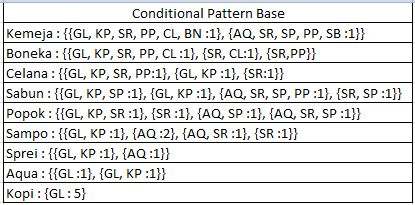 Conditional Pattern Base
Kemeja : {{GL, KP, SR, PP, CL, BN :1}, {AQ, SR, SP, PP, SB :1}}
Boneka : {{GL, KP, SR, PP, CL :1}, {SR, CL:1}, {SR,PP}}
Celana : {{GL, KP, SR, PP:1}, {GL, KP :1}, {SR:1}}
Sabun : {{GL, KP, SP :1}, {GL, KP :1}, {AQ, SR, SP, PP :1}, {SR, SP :1}}
Popok : {{GL, KP, SR :1}, {SR :1}, {AQ, SP :1}, {AQ, SR, SP :1}}
Sampo : {{GL, KP :1}, {AQ :2}, {AQ, SR :1}, {SR :1}}
Sprei : {{GL, KP :1}, {AQ :1}}
Aqua : {{GL :1}, {GL, KP :1}}
Kopi : {GL : 5}